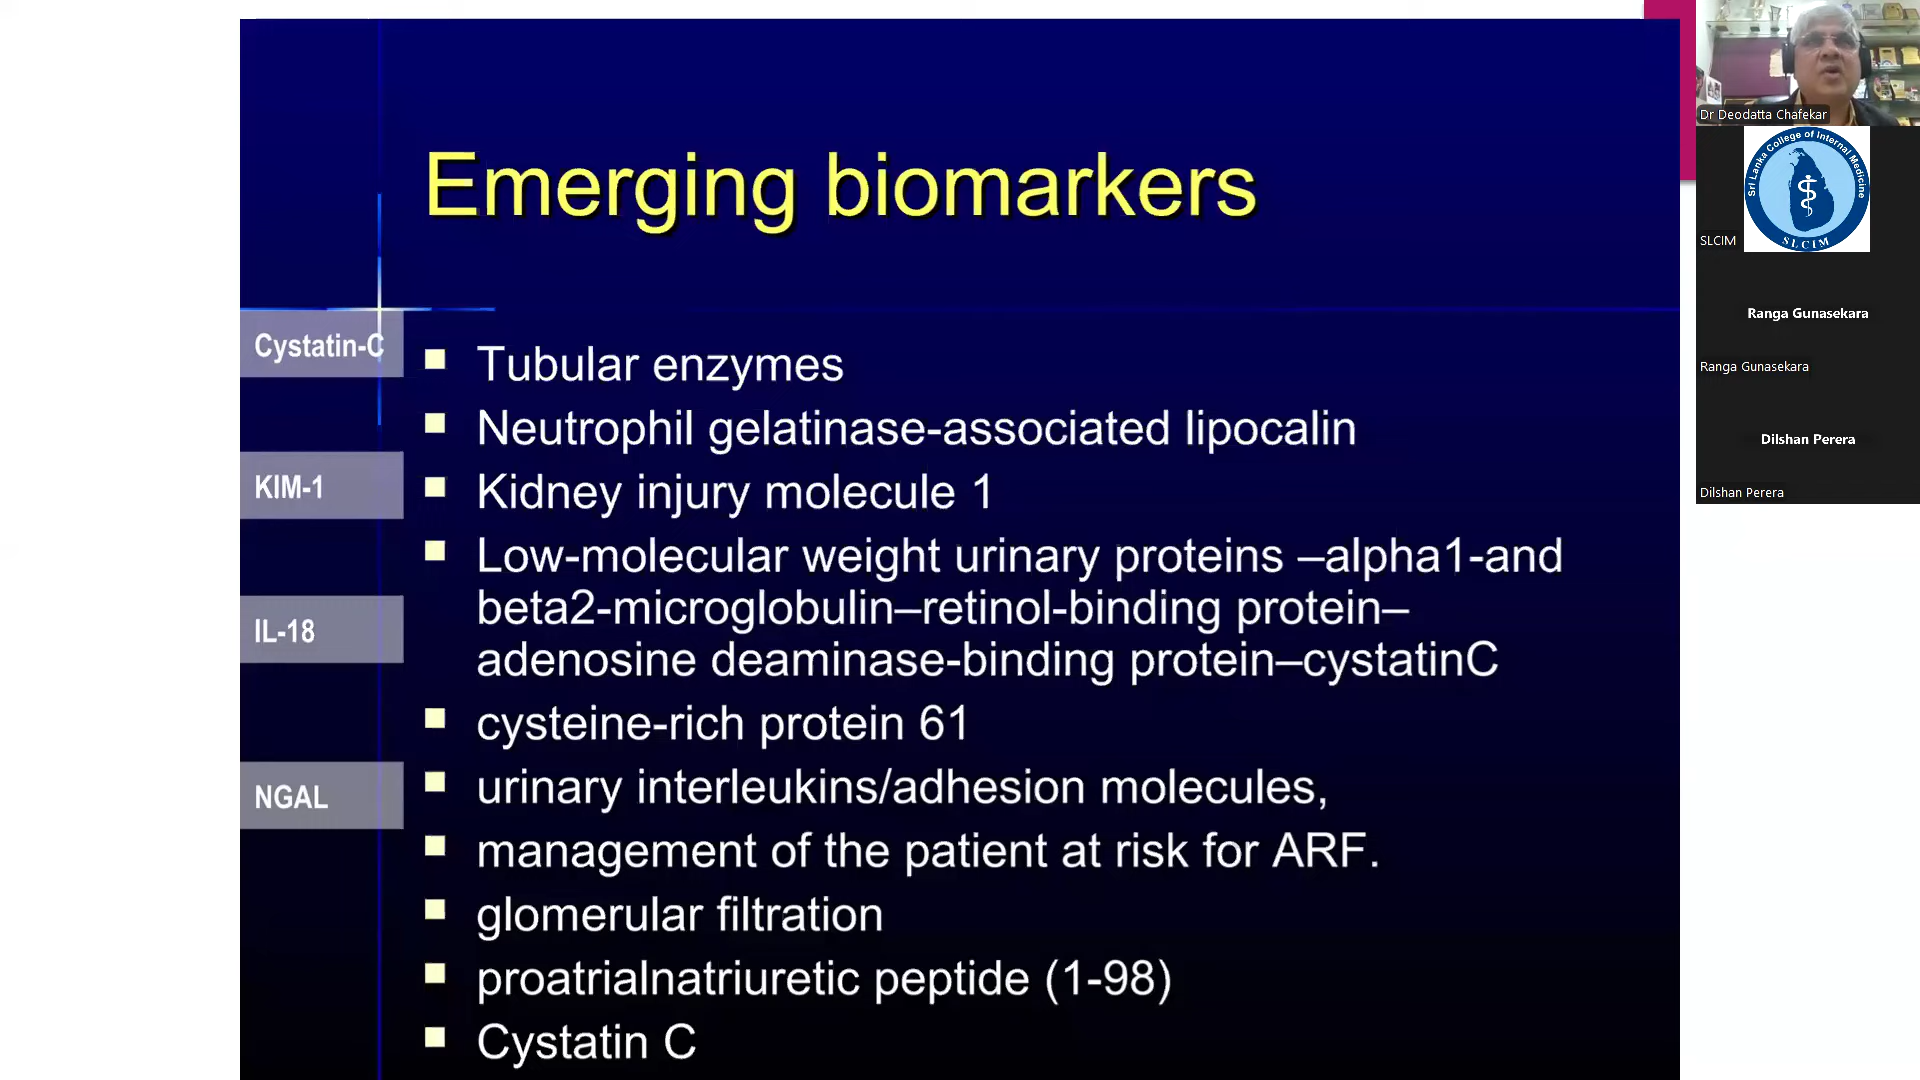 Emerging biomarkers
Cystatin-C
KIM-1
IL-18
NGAL
Tubular enzymes
Neutrophil gelatinase-associated lipocalin
Kidney injury molecule 1
Low-molecular weight urinary proteins –alpha1-and
beta2-microglobulin–retinol-binding protein–
adenosine deaminase-binding protein–cystatinC
cysteine-rich protein 61
urinary interleukins/adhesion molecules,
management of the patient at risk for ARF.
glomerular filtration
proatrialnatriuretic peptide (1-98)
Cystatin C
Dr Deodatta Chafekar
Sri Lanka College of Internal Medicine
SLCIM
SLCIM
Ranga Gunasekara
Ranga Gunasekara
Dilshan Perera
Dilshan Perera